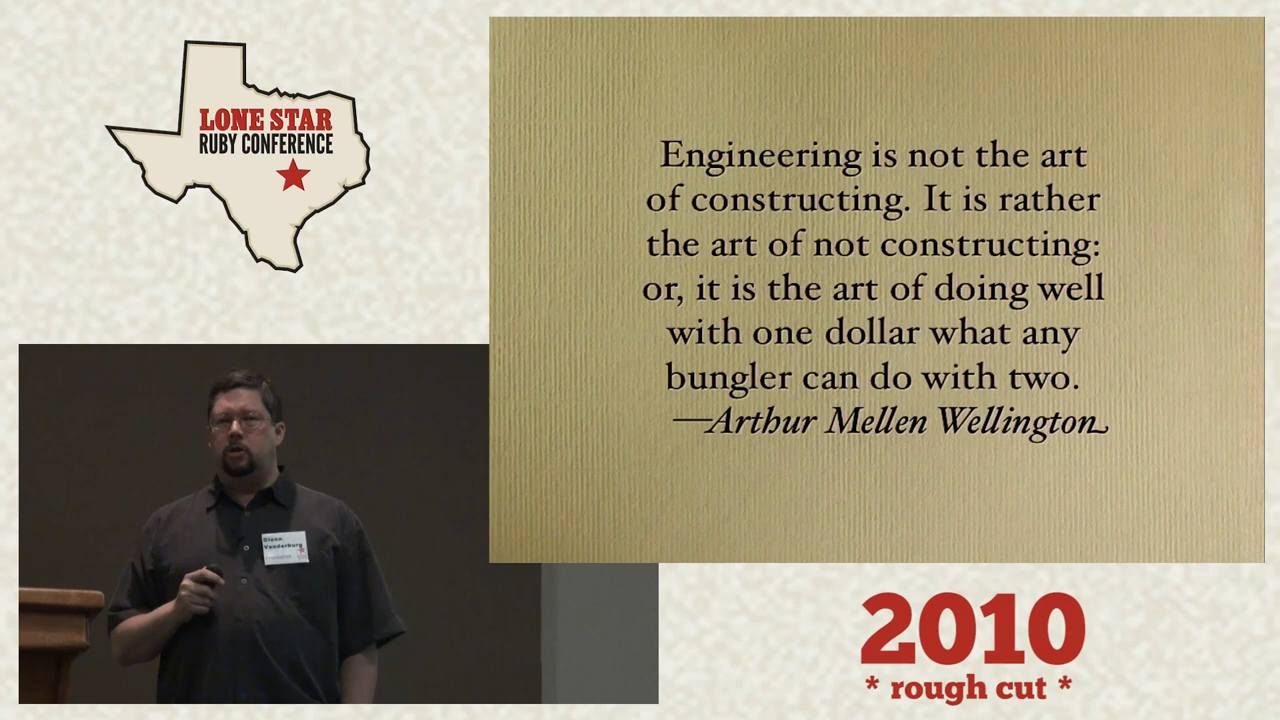 LONE STAR
RUBY CONFERENCE
Engineering is not the art
of constructing. It is rather
the art of not constructing:
or, it is the art of doing well
with one dollar what any
bungler can do with two.
—Arthur Mellen Wellington
Glenn
Vanderburg
2010
* rough cut *